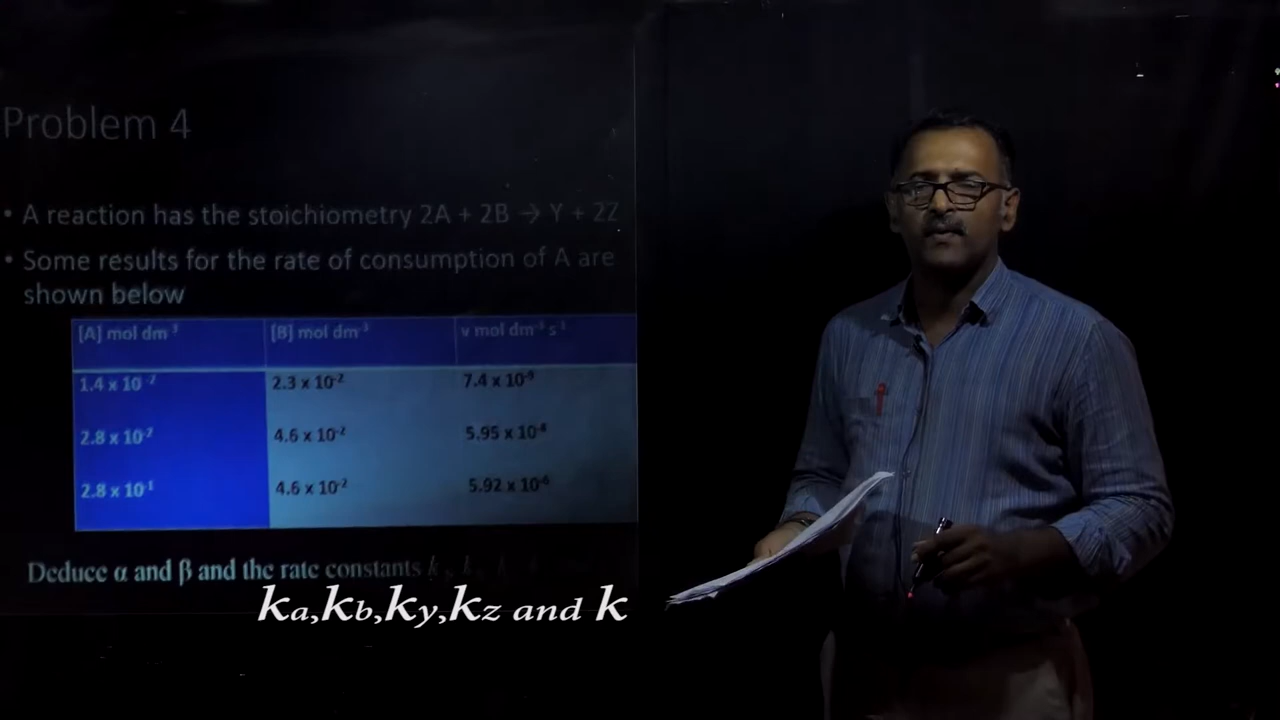 Problem 4
• A reaction has the stoichiometry 2A + 2B → Y + 2Z
• Some results for the rate of consumption of A are
shown below
[A] mol dm⁻³ [B] mol dm⁻³ v mol dm⁻³ s⁻¹
1.4 x 10⁻² 2.3 x 10⁻² 7.4 x 10⁻⁹
2.8 x 10⁻² 4.6 x 10⁻² 5.95 x 10⁻⁸
2.8 x 10⁻¹ 4.6 x 10⁻² 5.92 x 10⁻⁶
Deduce α and β and the rate constants
ka,kb,ky,kz and k